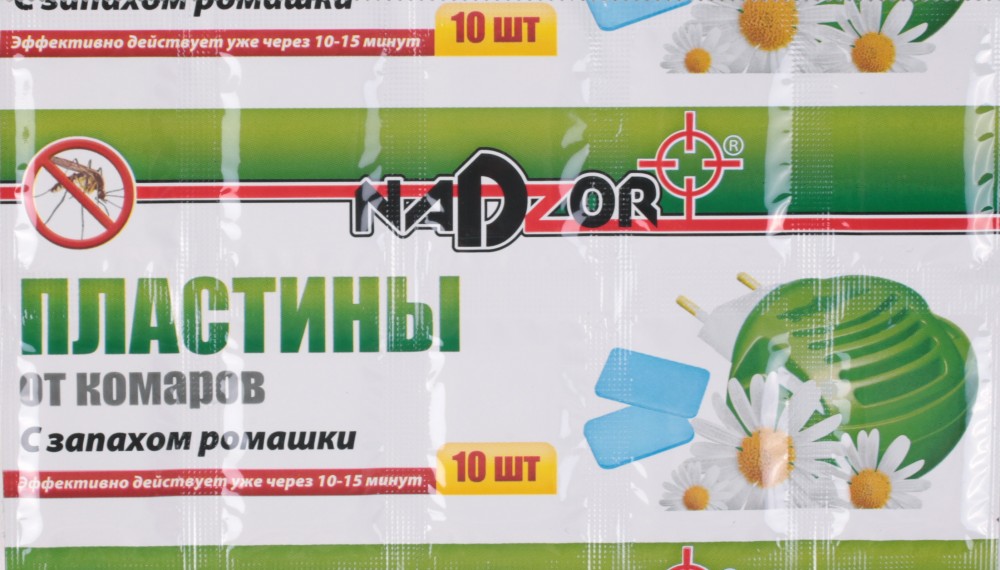 С запахом ромашки
Эффективно действует уже через 10-15 минут
10 шт
NADZOR ®
ПЛАСТИНЫ
от комаров
С запахом ромашки
Эффективно действует уже через 10-15 минут
10 шт